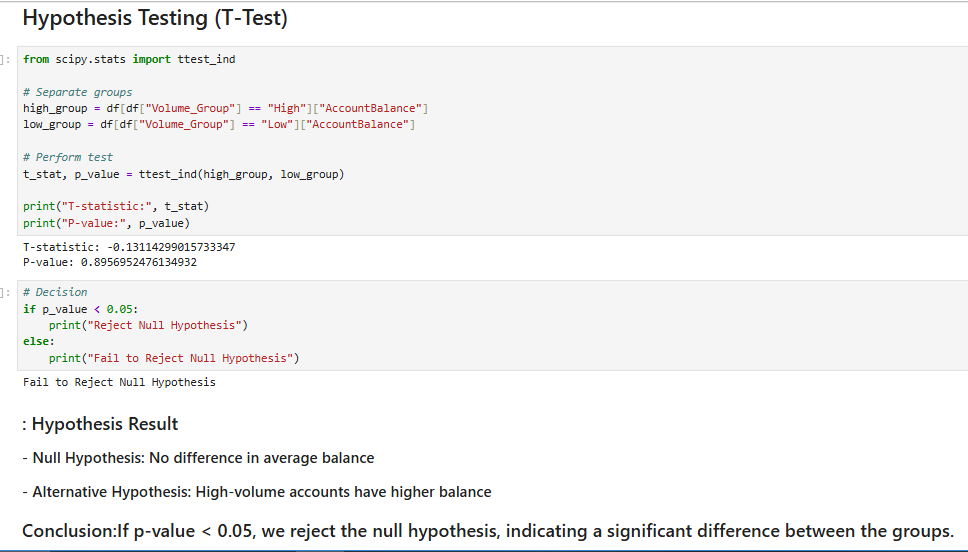 Hypothesis Testing (T-Test)
]:
from scipy.stats import ttest_ind
# Separate groups
high_group = df[df["Volume_Group"] == "High"]["AccountBalance"]
low_group = df[df["Volume_Group"] == "Low"]["AccountBalance"]
# Perform test
t_stat, p_value = ttest_ind(high_group, low_group)
print("T-statistic:", t_stat)
print("P-value:", p_value)
T-statistic: -0.13114299015733347
P-value: 0.8956952476134932
]:
# Decision
if p_value < 0.05:
    print("Reject Null Hypothesis")
else:
    print("Fail to Reject Null Hypothesis")
Fail to Reject Null Hypothesis
: Hypothesis Result
- Null Hypothesis: No difference in average balance
- Alternative Hypothesis: High-volume accounts have higher balance
Conclusion:If p-value < 0.05, we reject the null hypothesis, indicating a significant difference between the groups.